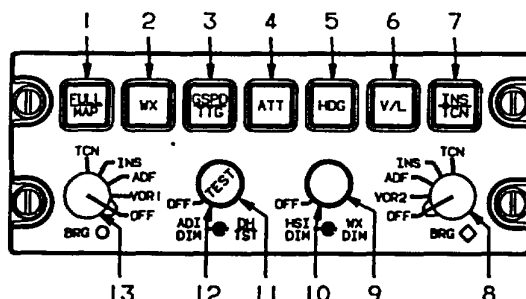 1 2 3 4 5 6 7
FULL MAP
WX
GSPD TTG
ATT
HDG
V/L
INS TCN
TCN
INS
ADF
VOR1
OFF
BRG
OFF
TEST
ADI DIM
DH TST
OFF
HSI DIM
WX DIM
INS
ADF
VOR2
OFF
BRG
13 12 11 10 9 8